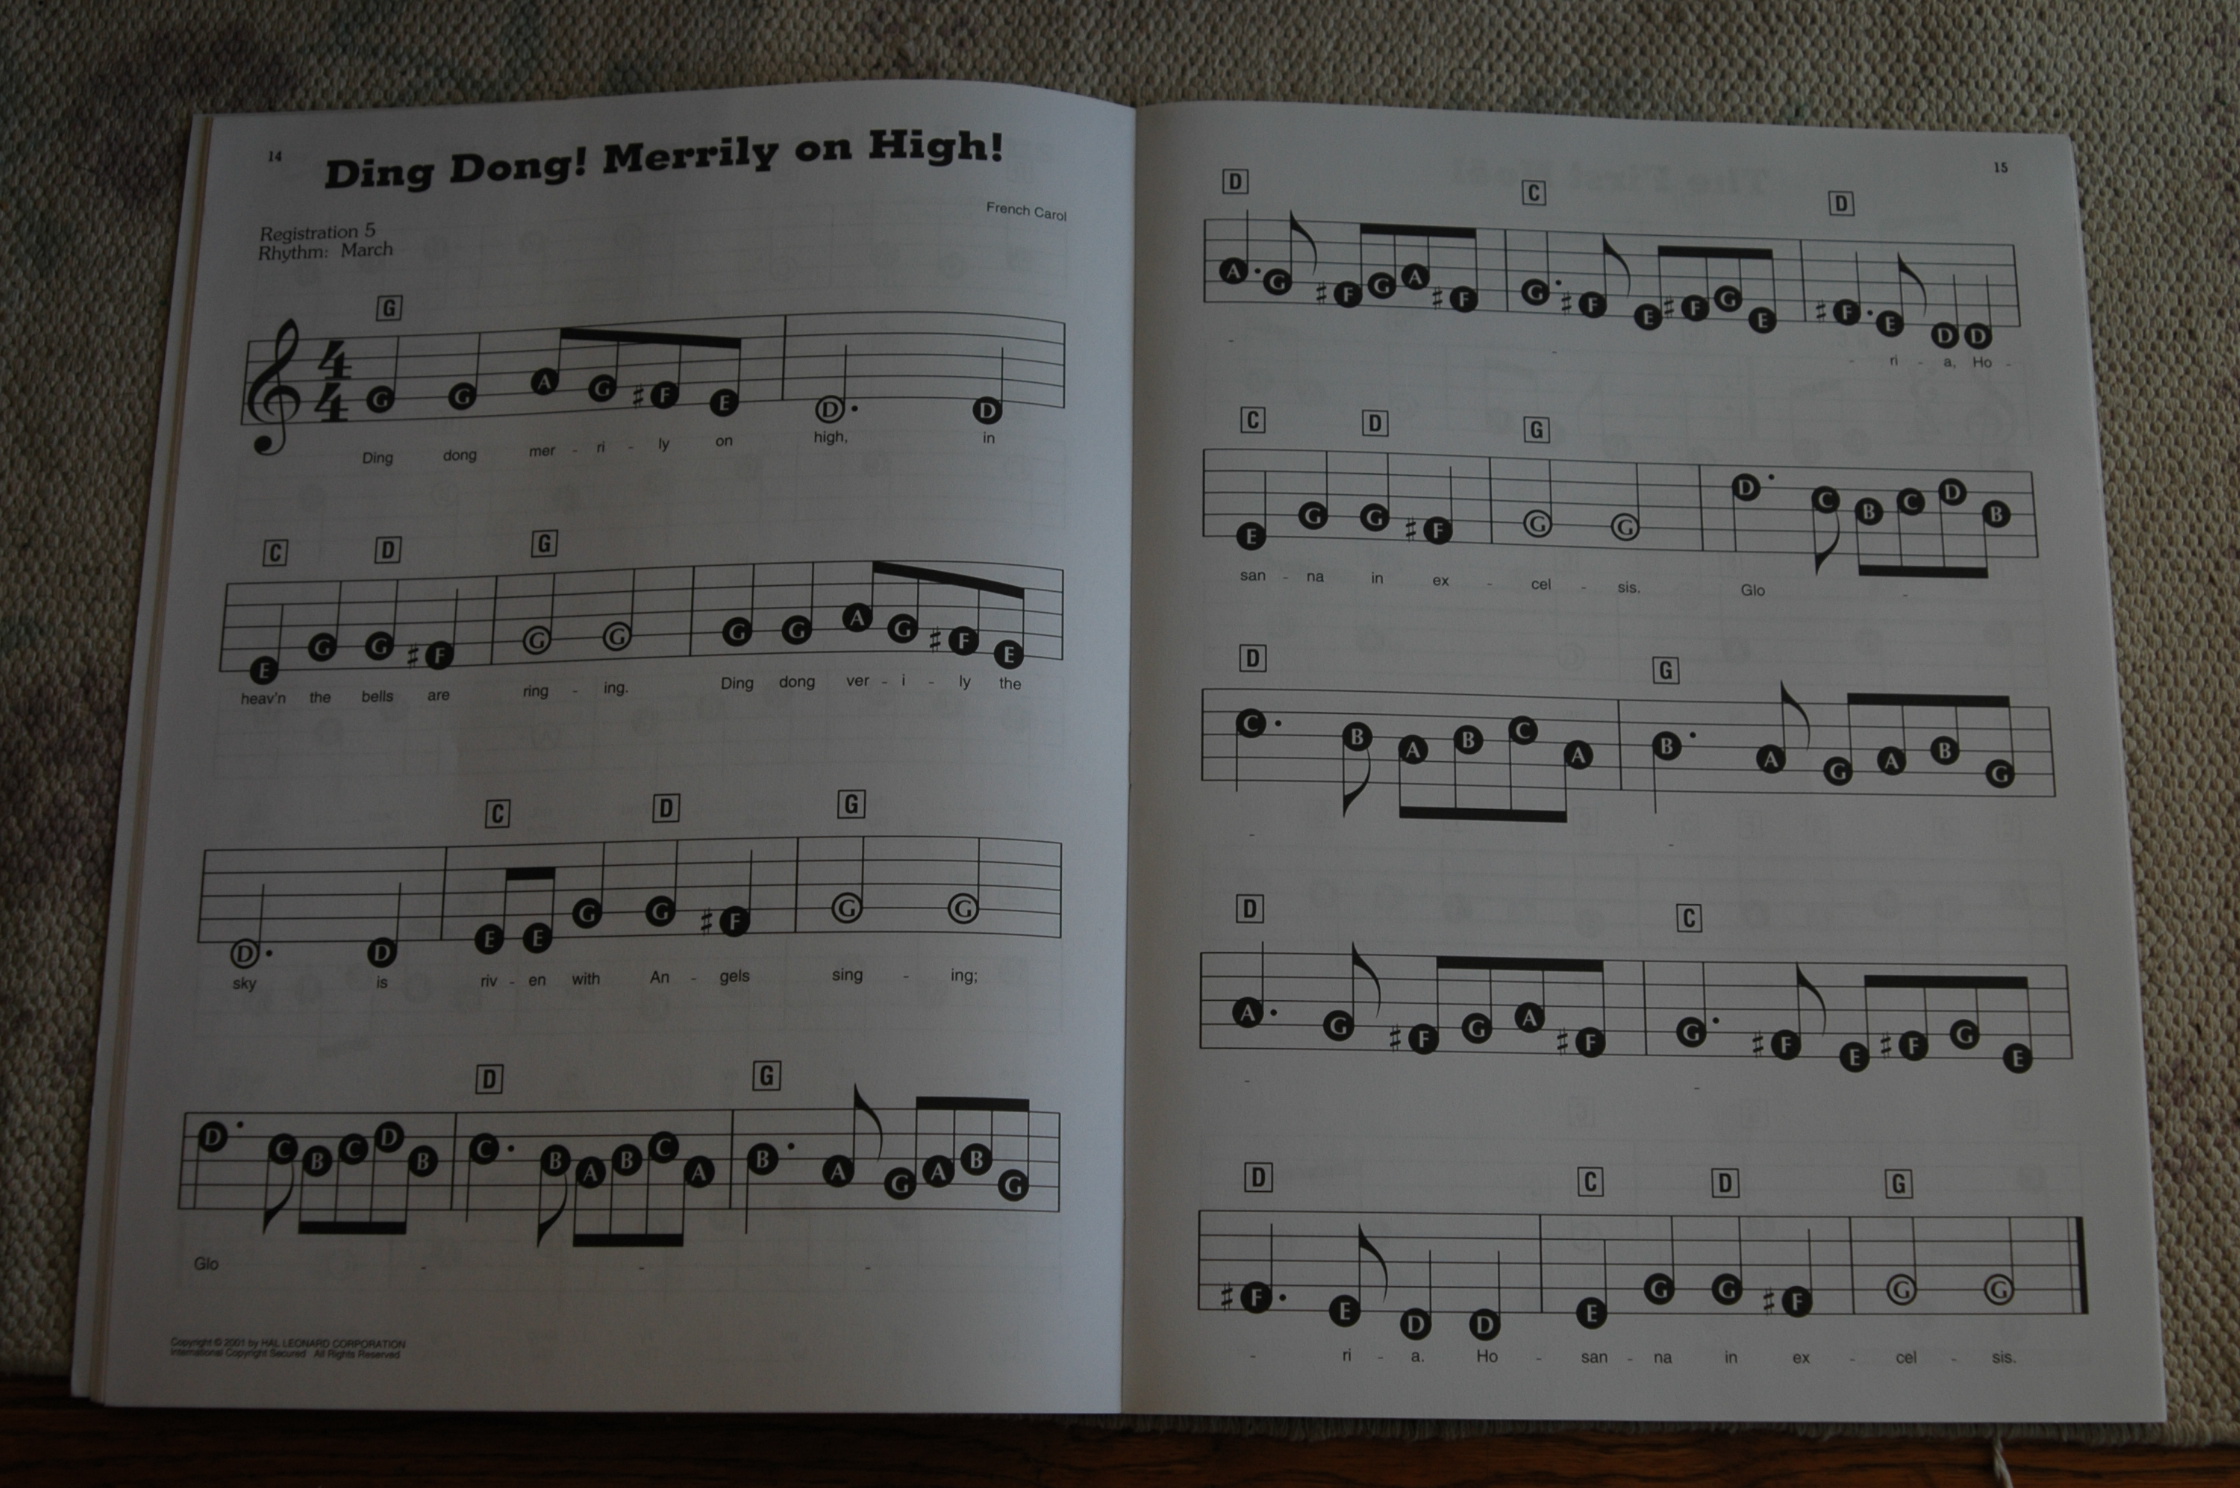 14
Ding Dong! Merrily on High!
French Carol
Registration 5
Rhythm: March
G
4
4
G G A G ♯F E D D
Ding dong mer - ri - ly on high, in
C D G
E G G ♯F G G G G A G ♯F E
heav'n the bells are ring - ing. Ding dong ver - i - ly the
C D G
D D E E G G ♯F G G
sky is riv - en with An - gels sing - ing;
D G
D C B C D B C B A B C A B A G A B G
Glo - - -
Copyright © 2001 by HAL LEONARD CORPORATION
International Copyright Secured All Rights Reserved
15
D C D
A G ♯F G A ♯F G ♯F E ♯F G E ♯F E D D
- - - ri - a, Ho -
C D G
E G G ♯F G G D C B C D B
san - na in ex - cel - sis. Glo -
D G
C B A B C A B A G A B G
- -
D C
A G ♯F G A ♯F G ♯F E ♯F G E
- -
D C D G
♯F E D D E G G ♯F G G
- ri - a. Ho - san - na in ex - cel - sis.